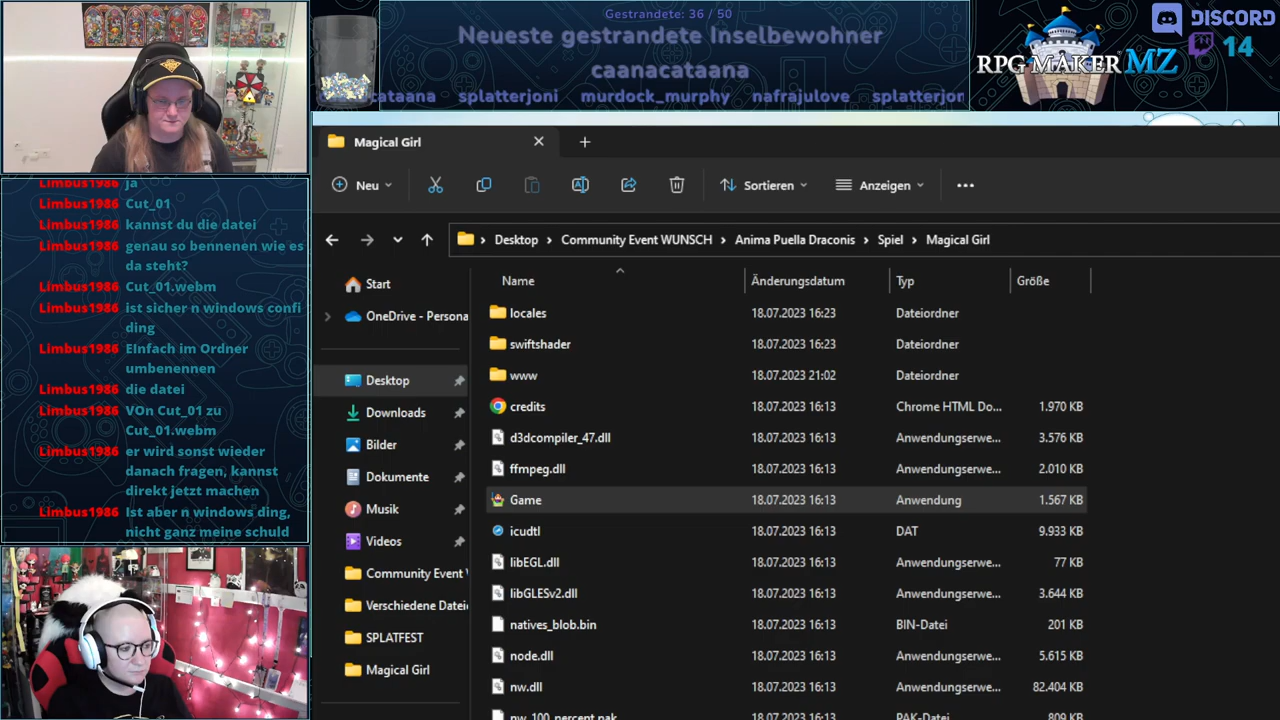 Gestrandete: 36 / 50
Neueste gestrandete Inselbewohner
caanacataana
cataana splatterjoni murdock_murphy nafrajulove splatterjor
RPG MAKER MZ
DISCORD
14
Limbus1986 ja
Limbus1986 Cut_01
Limbus1986 kannst du die datei
Limbus1986 genau so bennenen wie es
da steht?
Limbus1986 Cut_01.webm
Limbus1986 ist sicher n windows confi
ding
Limbus1986 EInfach im Ordner
umbenennen
Limbus1986 die datei
Limbus1986 VOn Cut_01 zu
Cut_01.webm
Limbus1986 er wird sonst wieder
danach fragen, kannst
direkt jetzt machen
Limbus1986 Ist aber n windows ding,
nicht ganz meine schuld
Magical Girl
Neu Sortieren Anzeigen
Desktop Community Event WUNSCH Anima Puella Draconis Spiel Magical Girl
Start
OneDrive - Persona
Desktop
Downloads
Bilder
Dokumente
Musik
Videos
Community Event
Verschiedene Datei
SPLATFEST
Magical Girl
Name Änderungsdatum Typ Größe
locales 18.07.2023 16:23 Dateiordner
swiftshader 18.07.2023 16:23 Dateiordner
www 18.07.2023 21:02 Dateiordner
credits 18.07.2023 16:13 Chrome HTML Do... 1.970 KB
d3dcompiler_47.dll 18.07.2023 16:13 Anwendungserwe... 3.576 KB
ffmpeg.dll 18.07.2023 16:13 Anwendungserwe... 2.010 KB
Game 18.07.2023 16:13 Anwendung 1.567 KB
icudtl 18.07.2023 16:13 DAT 9.933 KB
libEGL.dll 18.07.2023 16:13 Anwendungserwe... 77 KB
libGLESv2.dll 18.07.2023 16:13 Anwendungserwe... 3.644 KB
natives_blob.bin 18.07.2023 16:13 BIN-Datei 201 KB
node.dll 18.07.2023 16:13 Anwendungserwe... 5.615 KB
nw.dll 18.07.2023 16:13 Anwendungserwe... 82.404 KB
nw_100_percent.pak 18.07.2023 16:13 PAK-Datei 809 KB